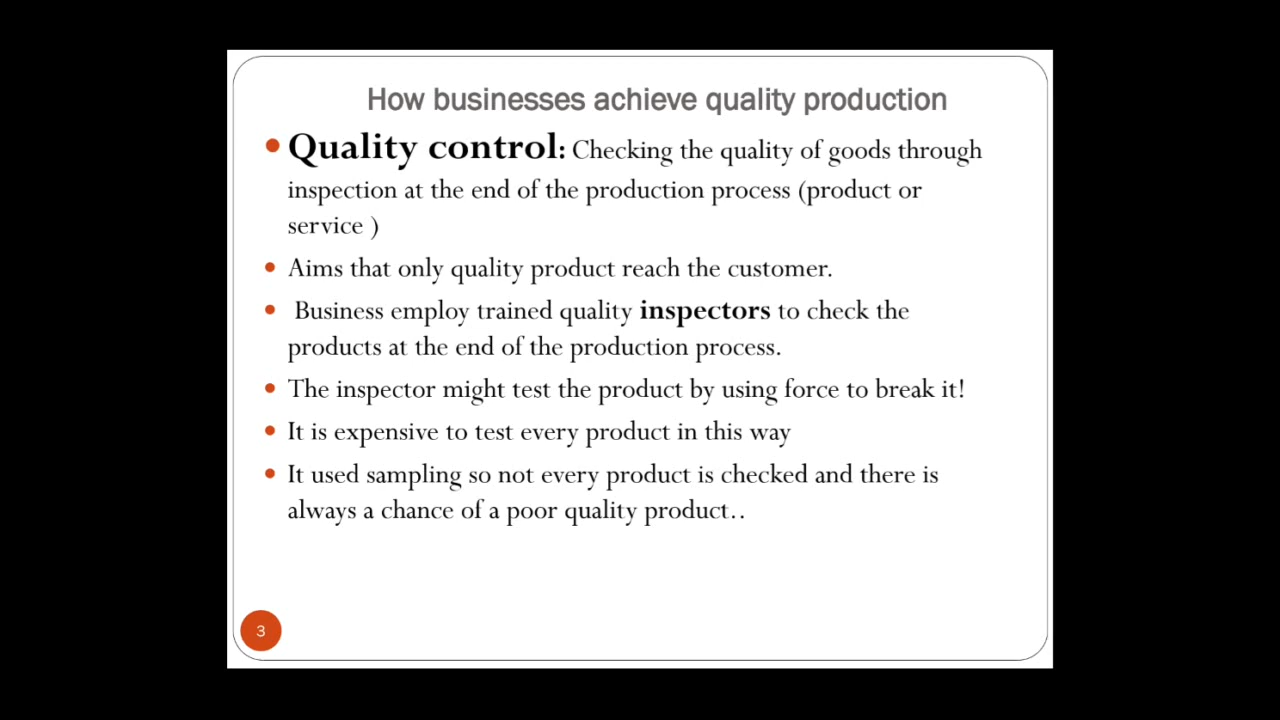 How businesses achieve quality production
• Quality control: Checking the quality of goods through
inspection at the end of the production process (product or
service )
• Aims that only quality product reach the customer.
• Business employ trained quality inspectors to check the
products at the end of the production process.
• The inspector might test the product by using force to break it!
• It is expensive to test every product in this way
• It used sampling so not every product is checked and there is
always a chance of a poor quality product..
3